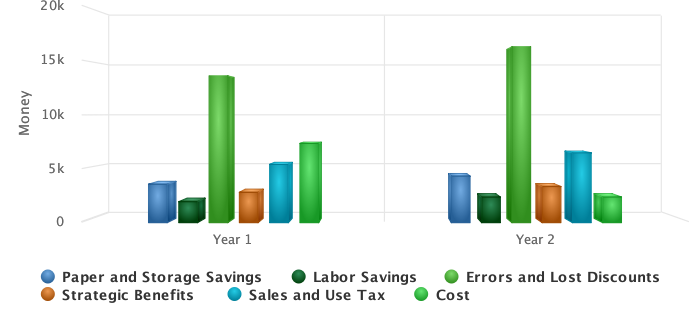 20k
15k
10k
5k
0
Money
Year 1 Year 2
Paper and Storage Savings Labor Savings Errors and Lost Discounts
Strategic Benefits Sales and Use Tax Cost